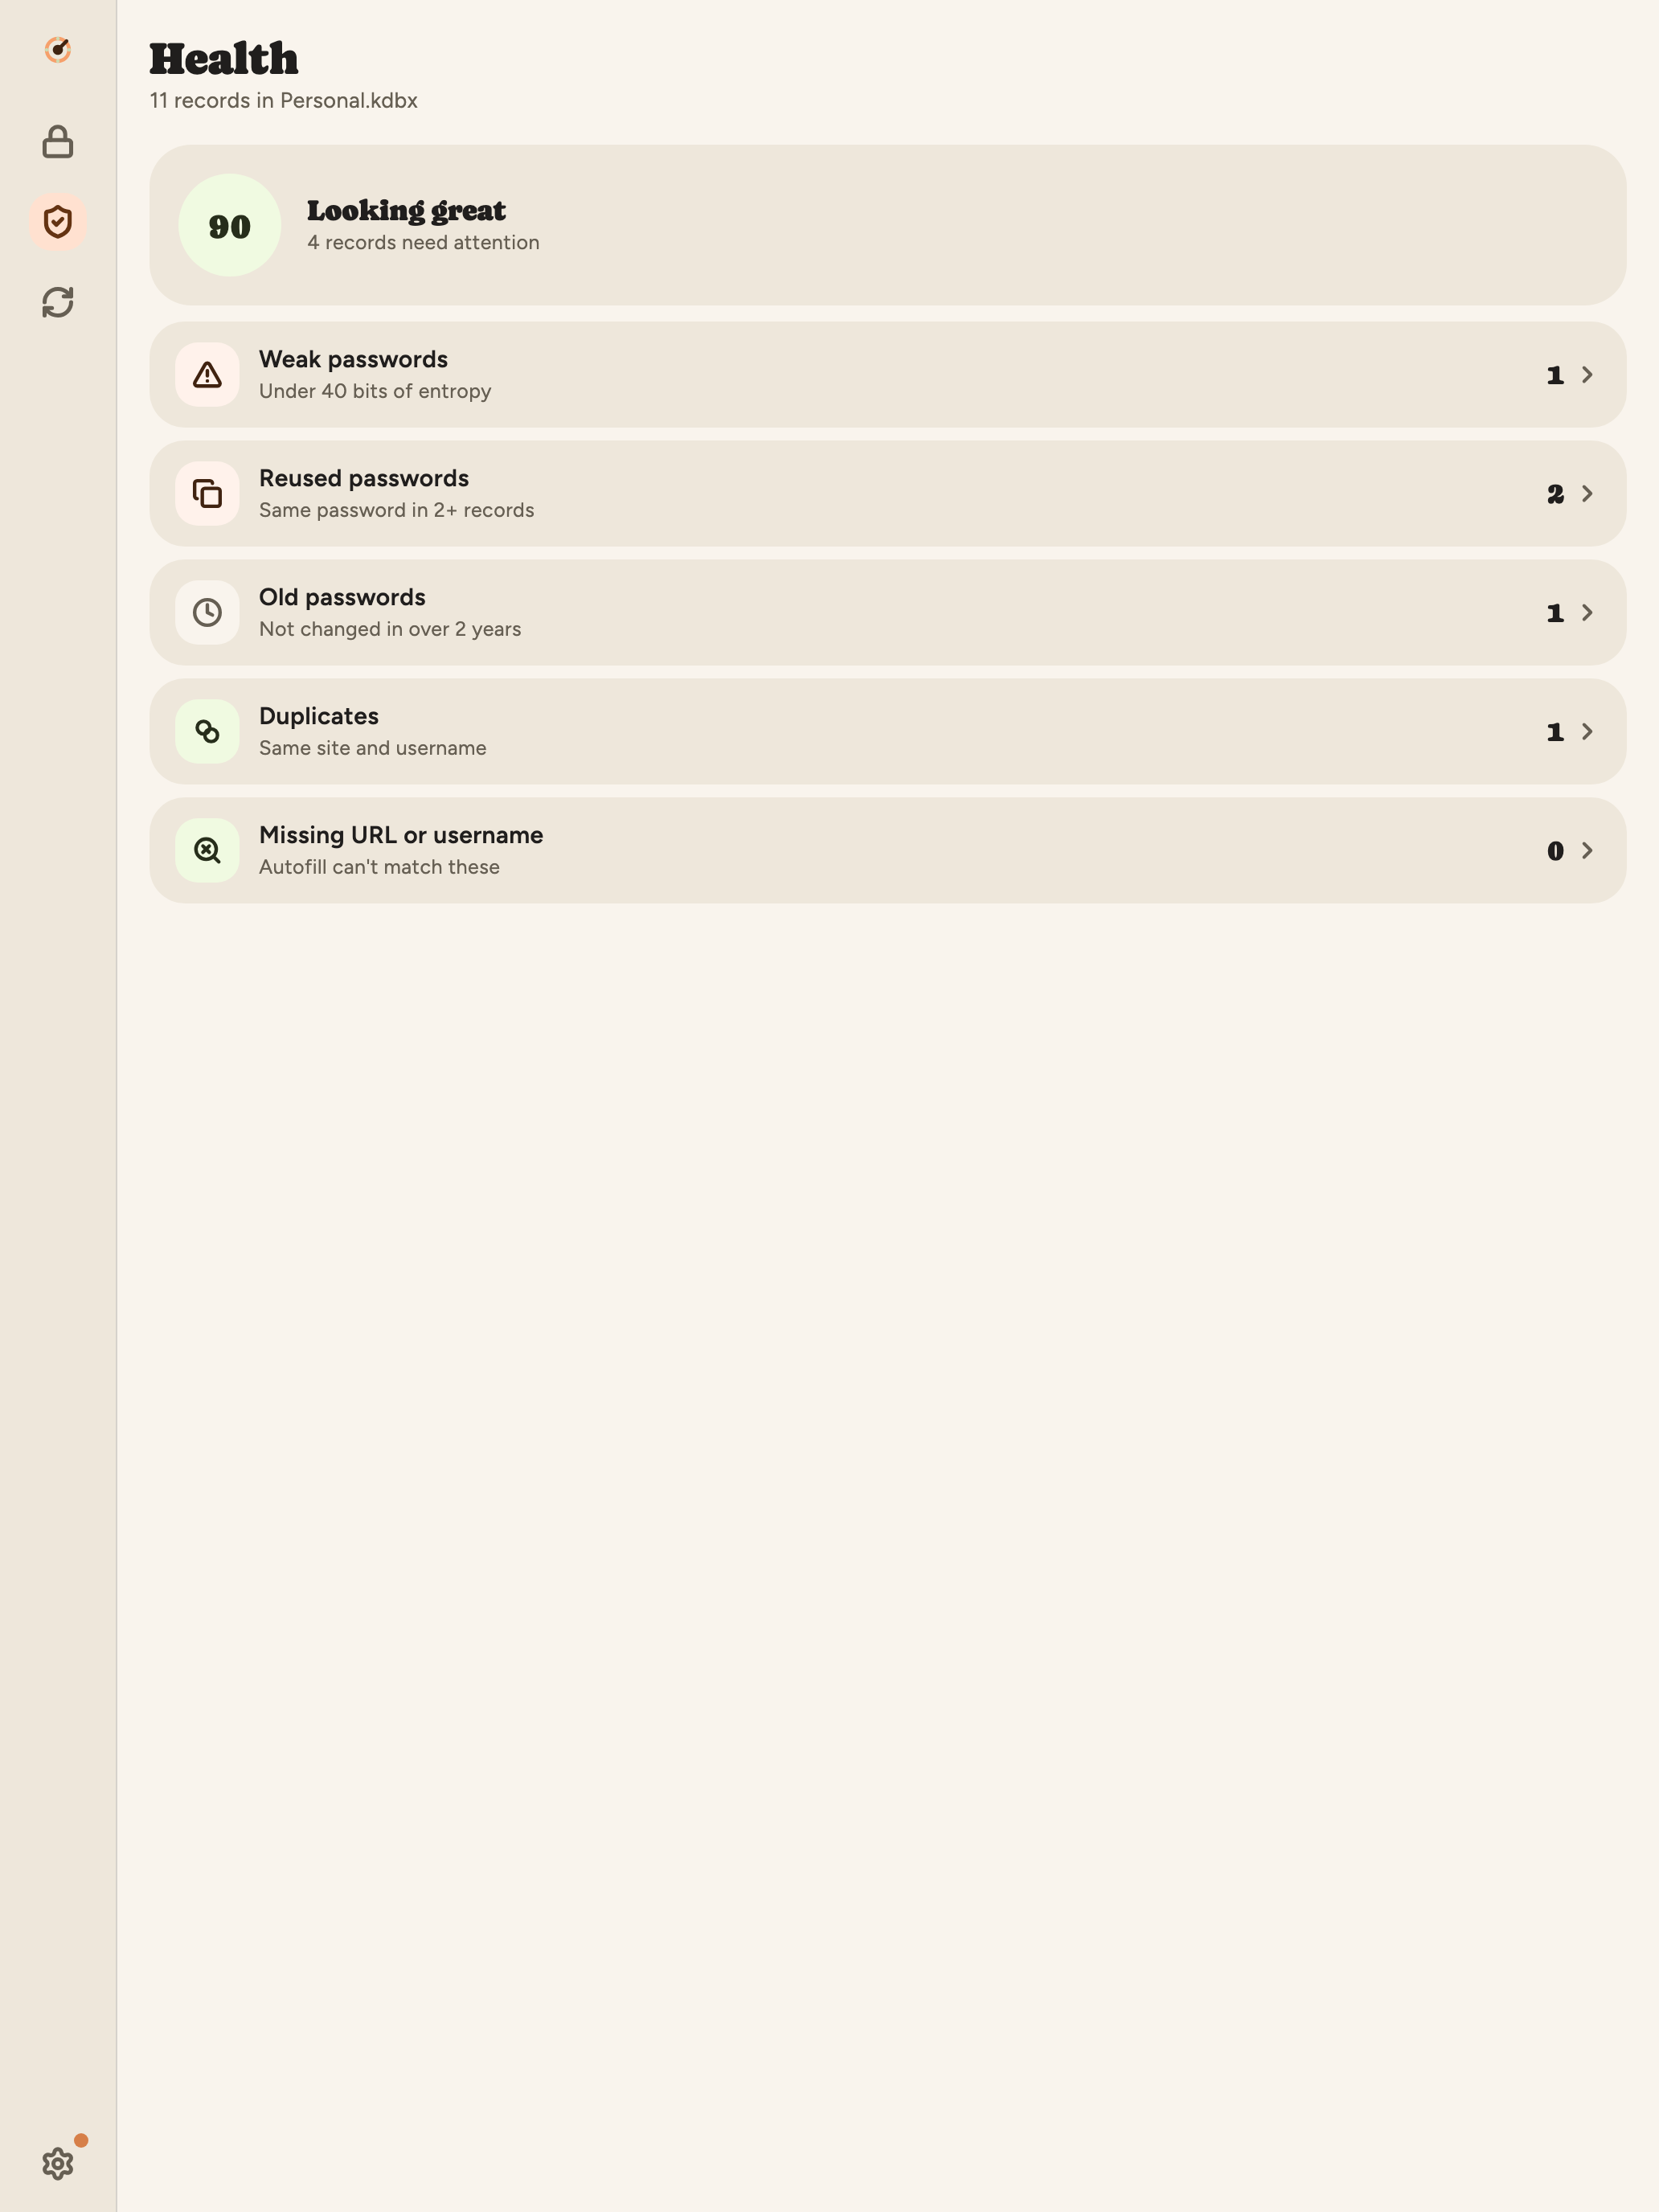 Health
11 records in Personal.kdbx
90
Looking great
4 records need attention
Weak passwords
Under 40 bits of entropy
1
Reused passwords
Same password in 2+ records
2
Old passwords
Not changed in over 2 years
1
Duplicates
Same site and username
1
Missing URL or username
Autofill can't match these
0